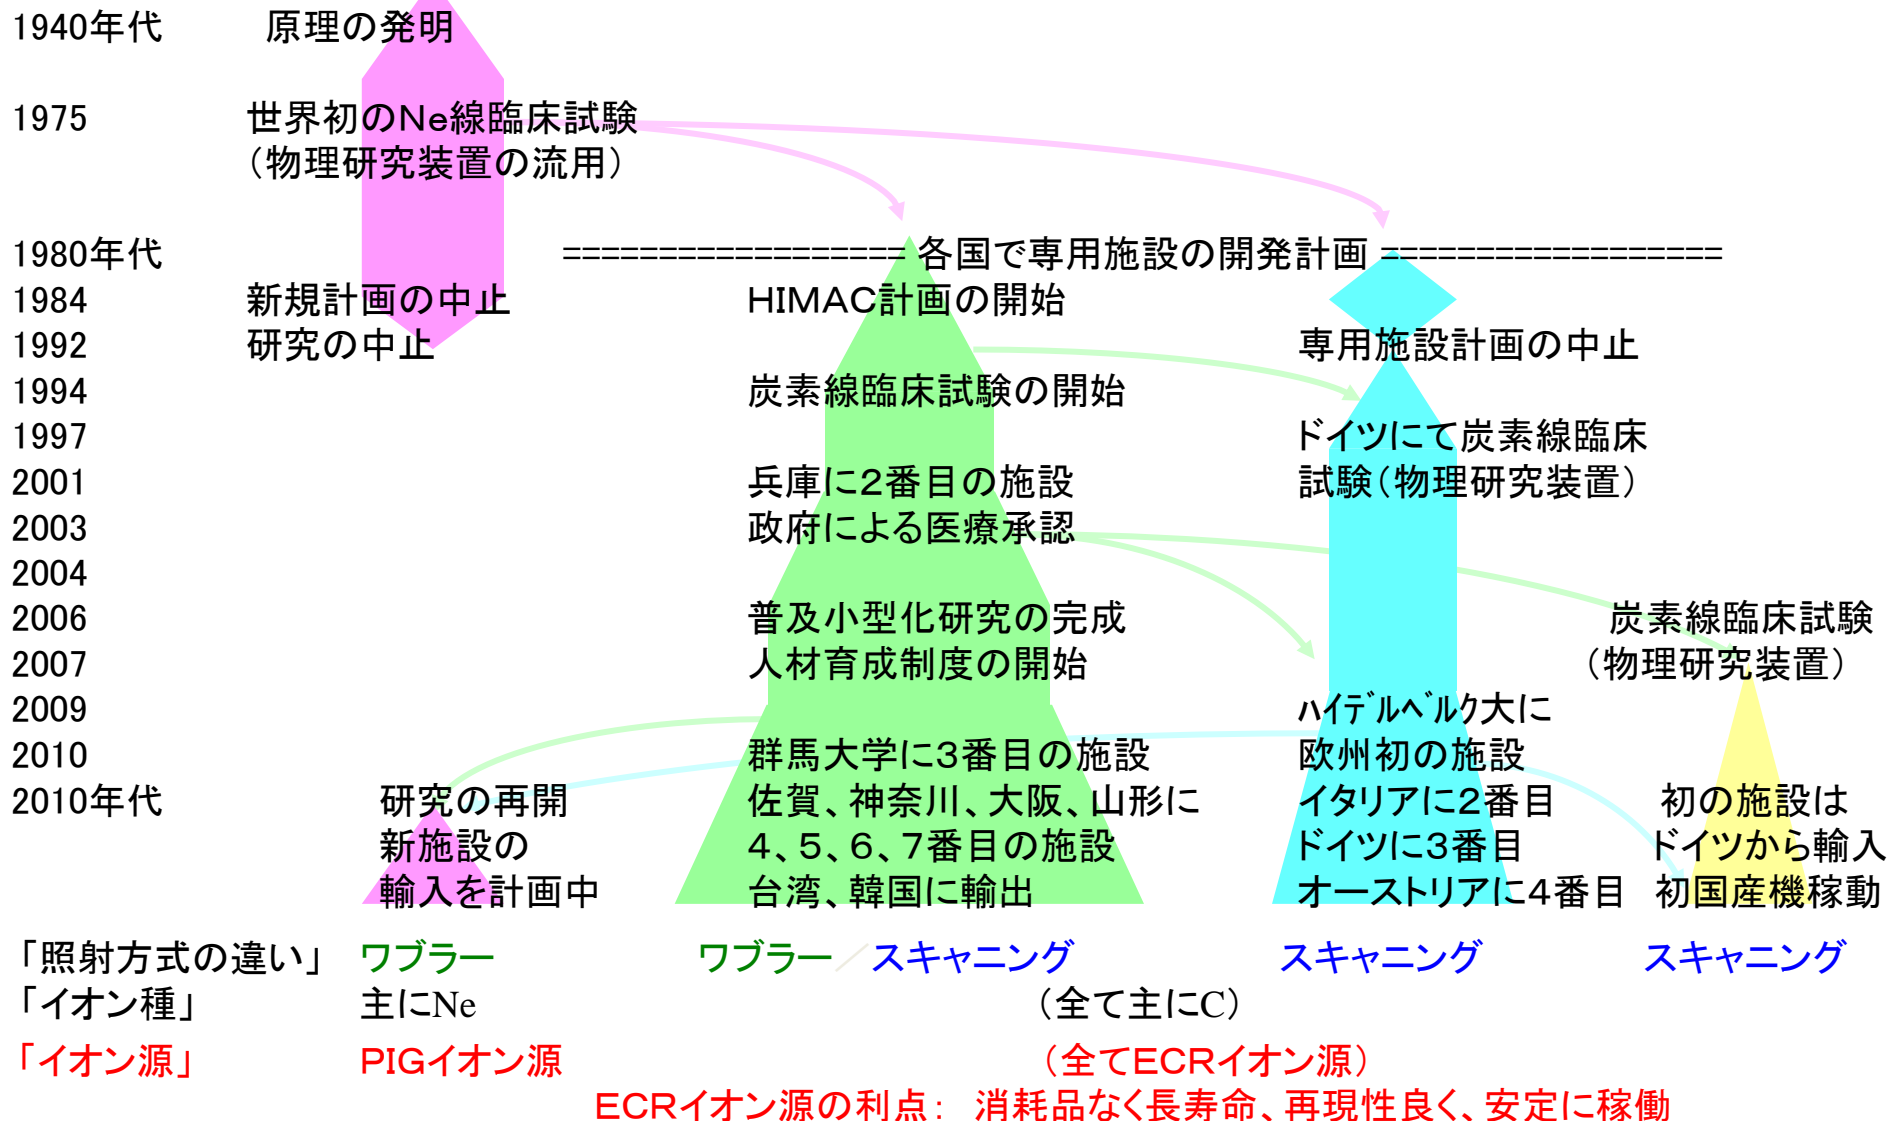 1940年代 原理の発明
1975 世界初のNe線臨床試験
（物理研究装置の流用）
1980年代 ================== 各国で専用施設の開発計画 ==================
1984 新規計画の中止 HIMAC計画の開始
1992 研究の中止 専用施設計画の中止
1994 炭素線臨床試験の開始
1997 ドイツにて炭素線臨床
2001 兵庫に2番目の施設 試験（物理研究装置）
2003 政府による医療承認
2004
2006 普及小型化研究の完成 炭素線臨床試験
2007 人材育成制度の開始 （物理研究装置）
2009 ﾊｲﾃﾞﾙﾍﾞﾙｸ大に
2010 群馬大学に3番目の施設 欧州初の施設
2010年代 研究の再開 佐賀、神奈川、大阪、山形に イタリアに2番目 初の施設は
新施設の 4、5、6、7番目の施設 ドイツに3番目 ドイツから輸入
輸入を計画中 台湾、韓国に輸出 オーストリアに4番目 初国産機稼動
「照射方式の違い」 ワブラー ワブラー／スキャニング スキャニング スキャニング
「イオン種」 主にNe （全て主にC）
「イオン源」 PIGイオン源 （全てECRイオン源）
ECRイオン源の利点： 消耗品なく長寿命、再現性良く、安定に稼働